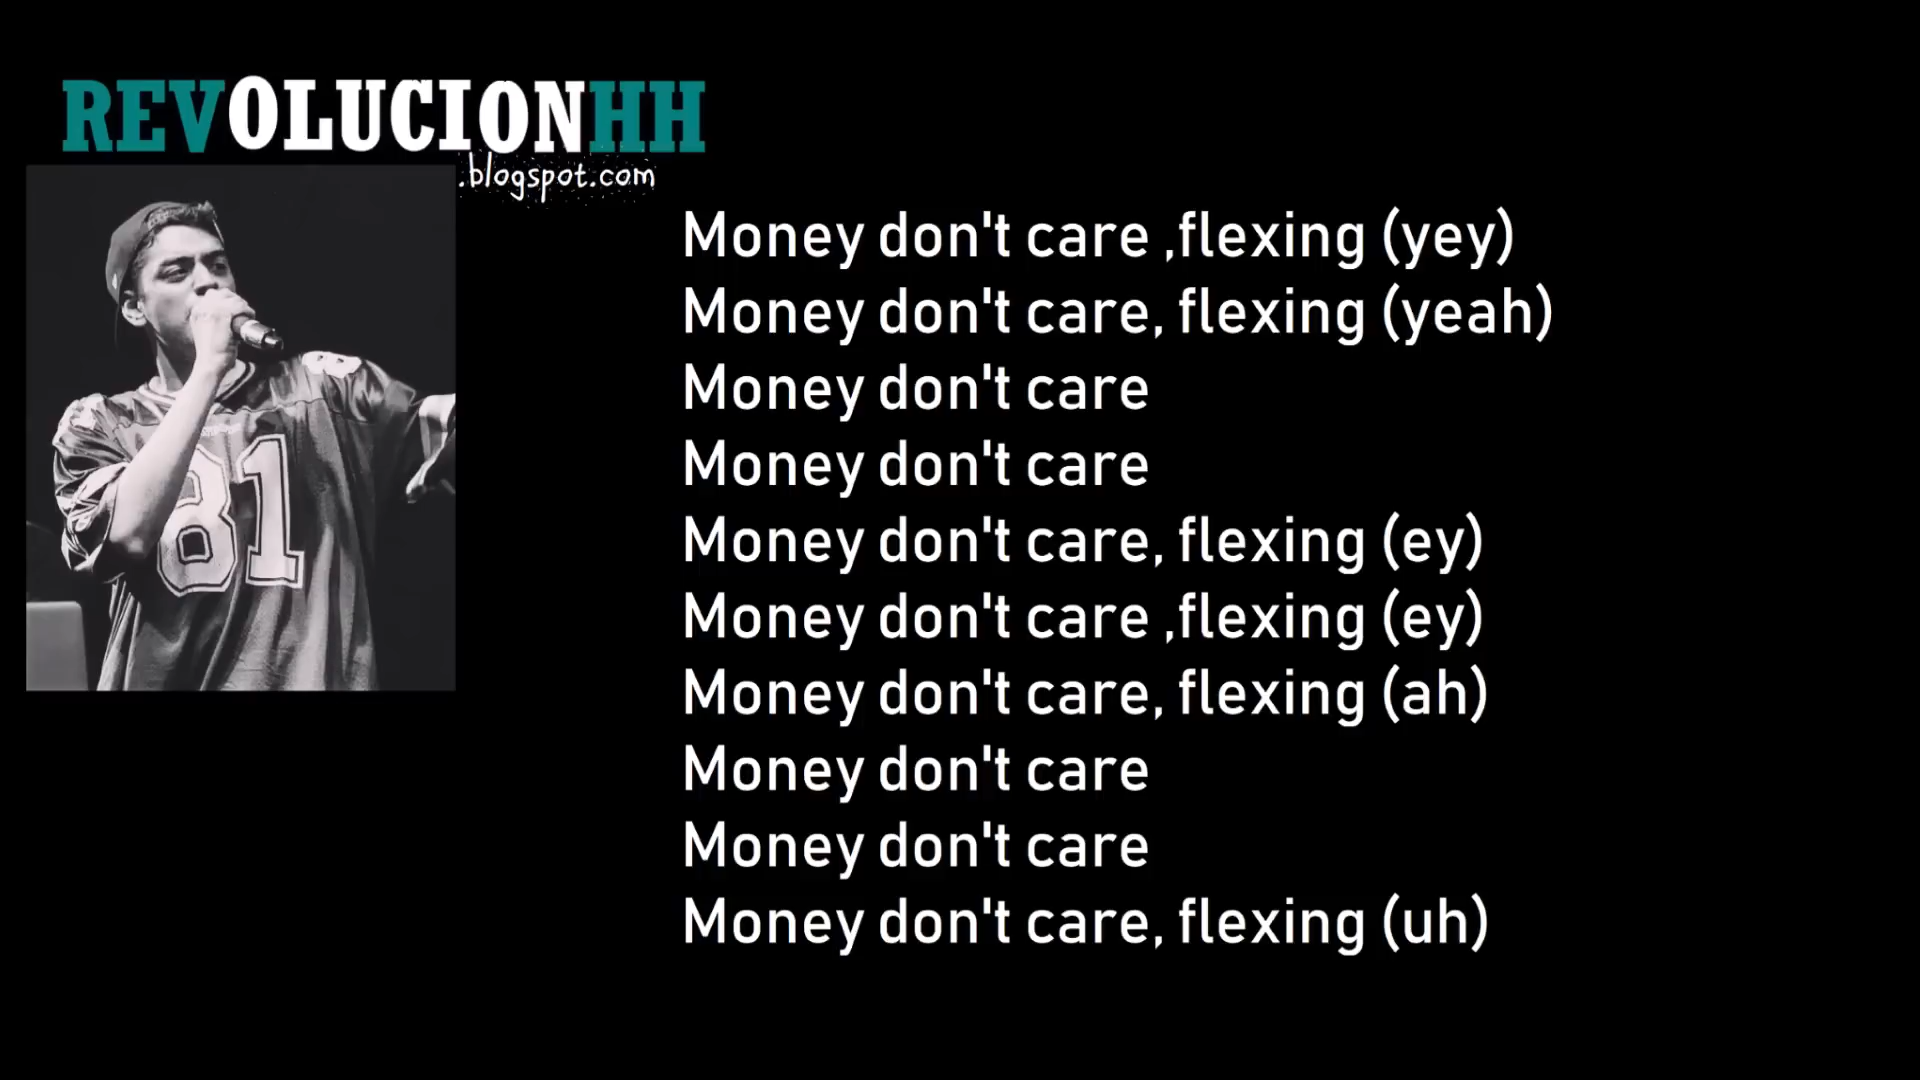 REVOLUCIONHH
.blogspot.com
Money don't care ,flexing (yey)
Money don't care, flexing (yeah)
Money don't care
Money don't care
Money don't care, flexing (ey)
Money don't care ,flexing (ey)
Money don't care, flexing (ah)
Money don't care
Money don't care
Money don't care, flexing (uh)
81